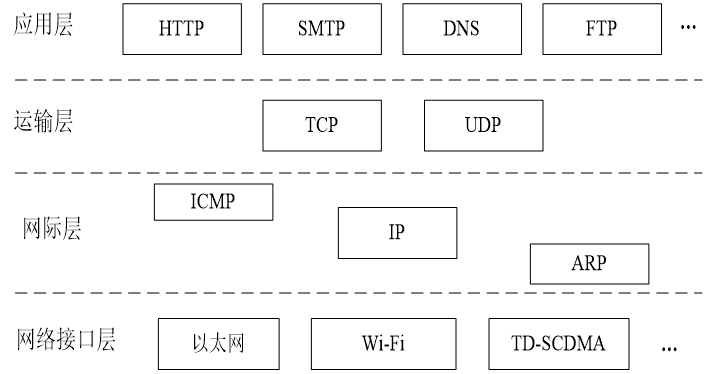 应用层 HTTP SMTP DNS FTP ...
运输层 TCP UDP
ICMP
网际层 IP
ARP
网络接口层 以太网 Wi-Fi TD-SCDMA ...